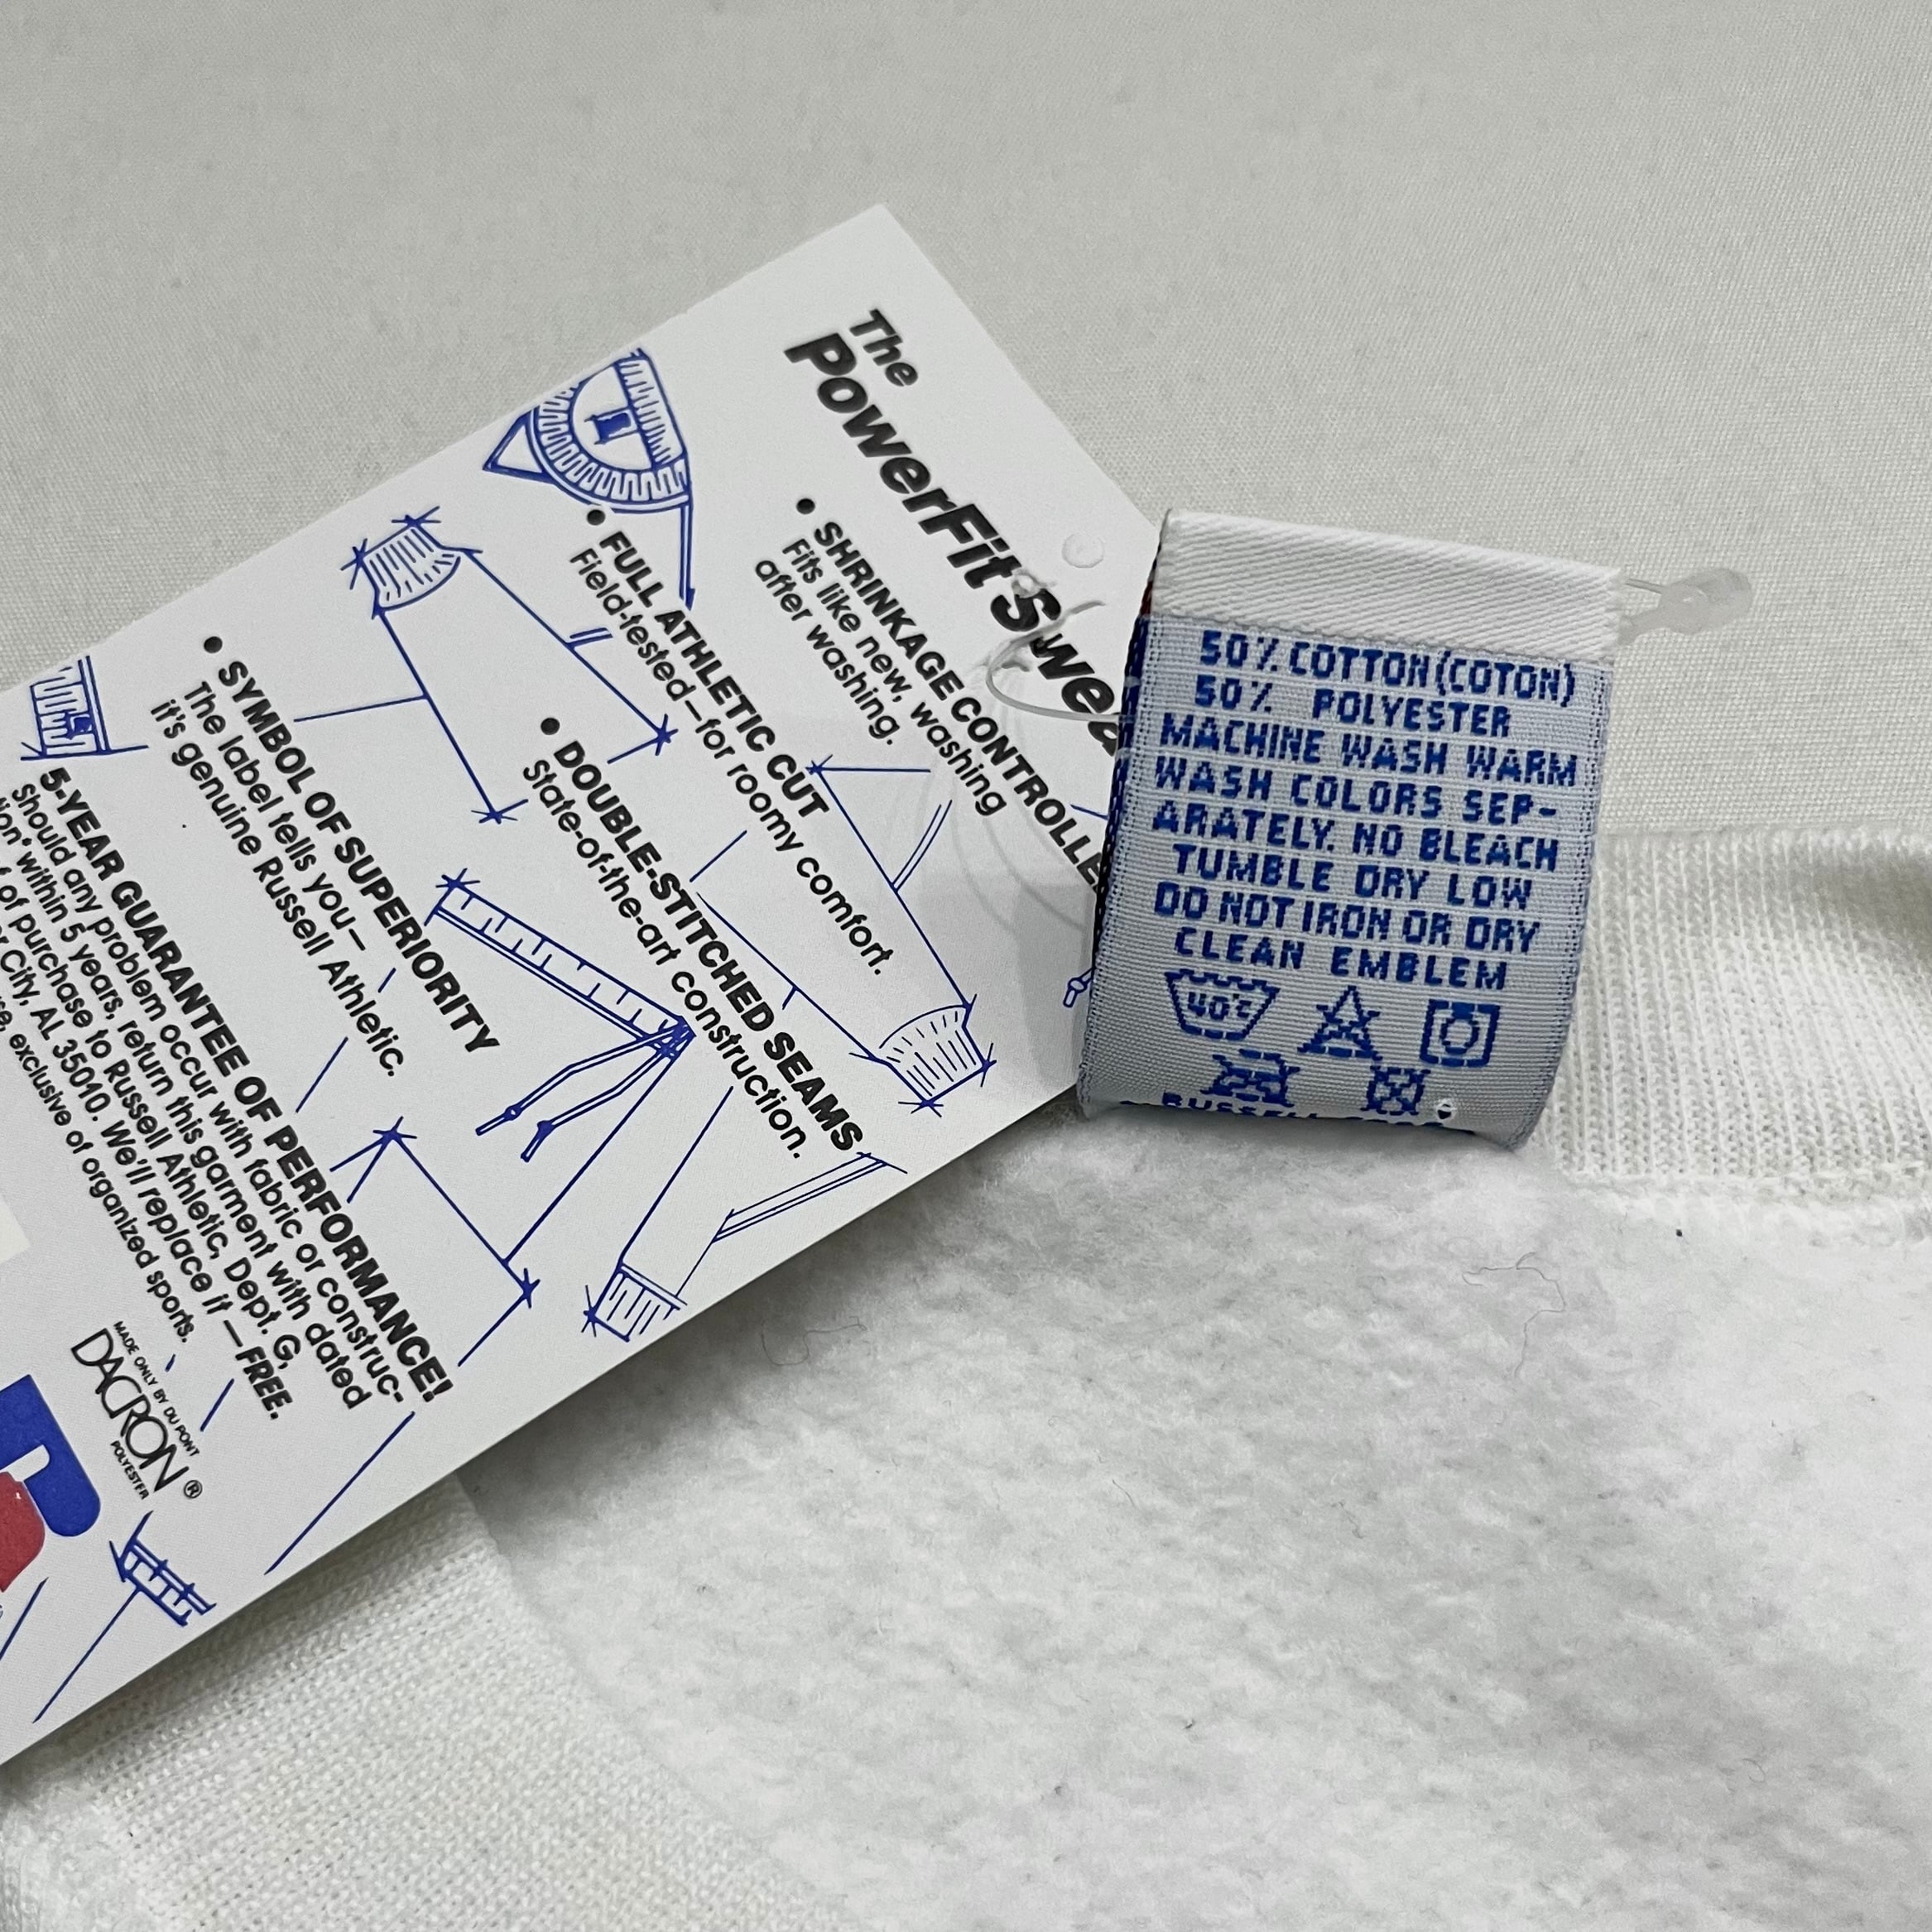 The
PowerFit Swea
• SHRINKAGE CONTROLLE
Fits like new, washing
after washing.
• FULL ATHLETIC CUT
Field-tested—for roomy comfort.
• DOUBLE-STITCHED SEAMS
State-of-the-art construction.
• SYMBOL OF SUPERIORITY
The label tells you—
it's genuine Russell Athletic.
5-YEAR GUARANTEE OF PERFORMANCE!
Should any problem occur with fabric or construc-
within 5 years, return this garment with dated
of purchase to Russell Athletic, Dept. G,
City, AL 35010. We'll replace it —FREE.
exclusive of organized sports.
MADE ONLY BY DU PONT
DACRON®
POLYESTER
50% COTTON (COTON)
50% POLYESTER
MACHINE WASH WARM
WASH COLORS SEP-
ARATELY. NO BLEACH
TUMBLE DRY LOW
DO NOT IRON OR DRY
CLEAN EMBLEM
40°C
RUSSELL